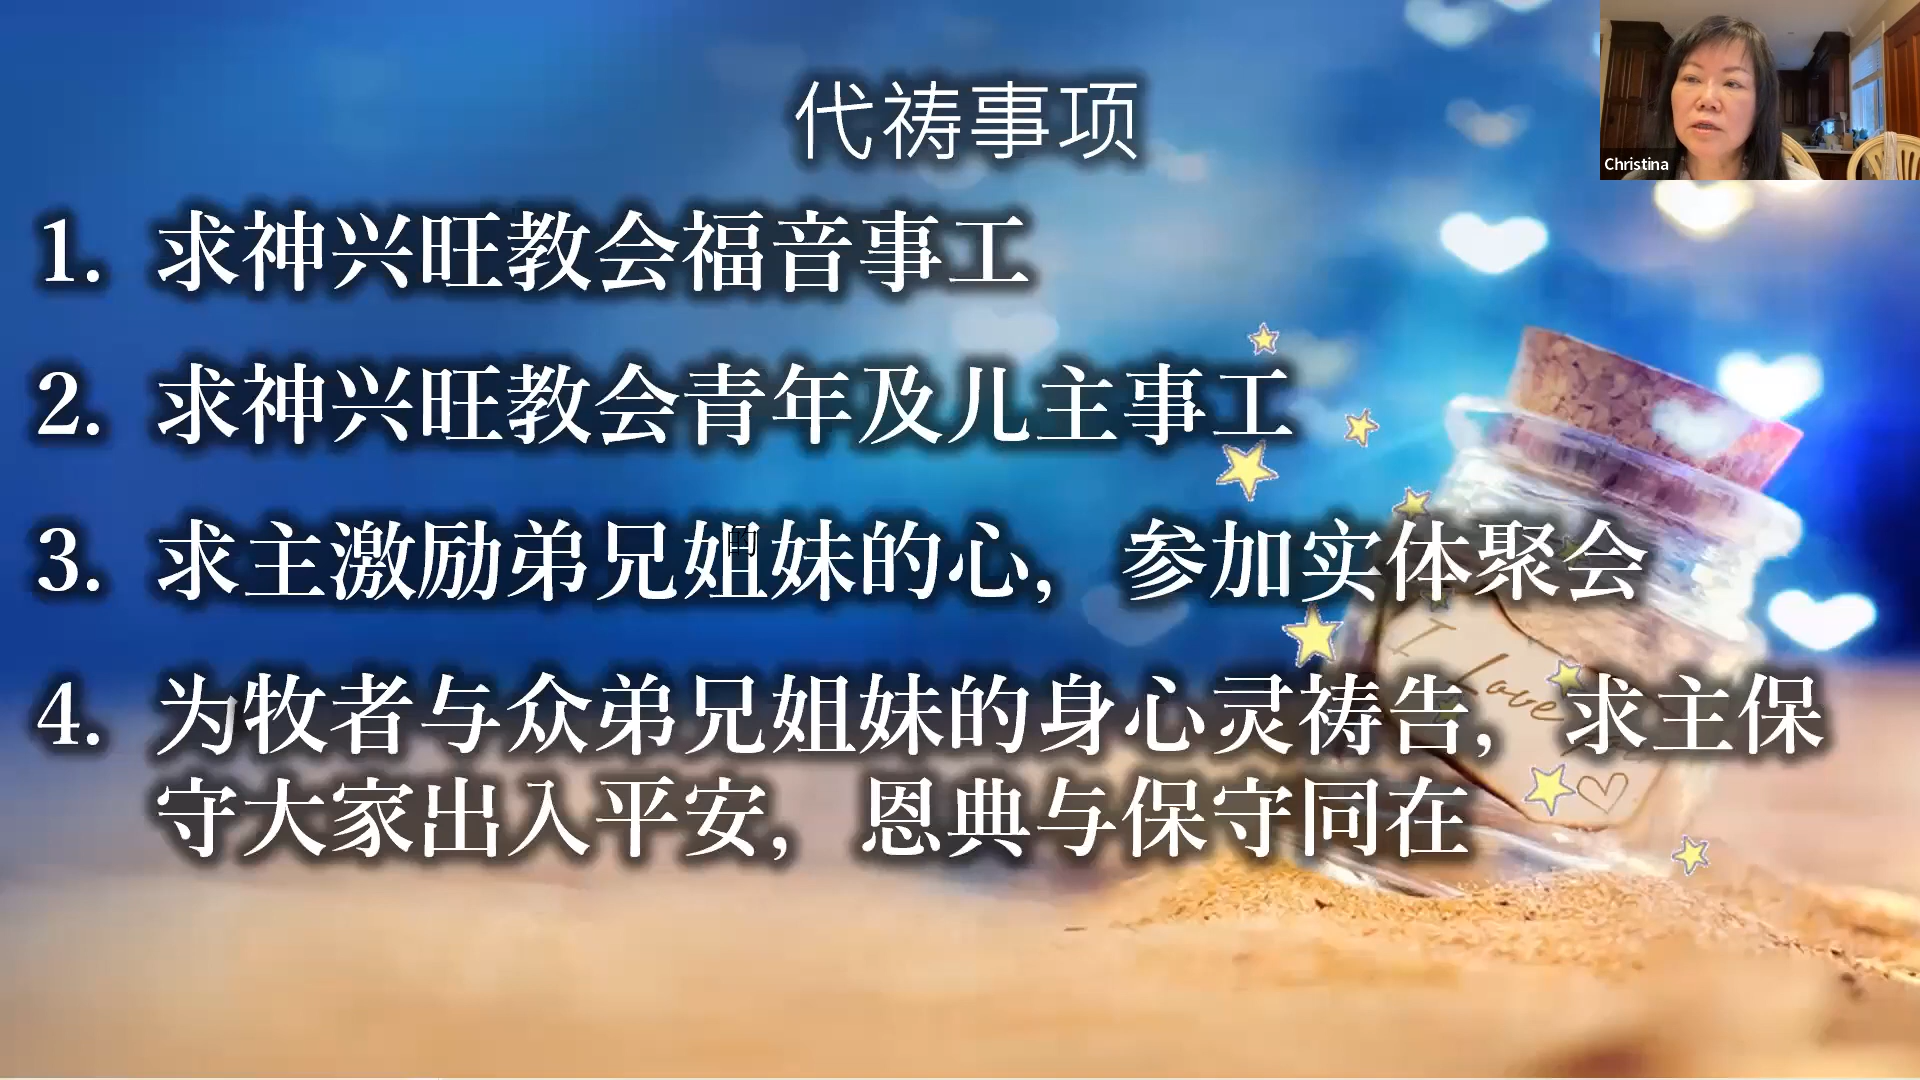 代祷事项
Christina
1. 求神兴旺教会福音事工
2. 求神兴旺教会青年及儿主事工
3. 求主激励弟兄姐妹的心，参加实体聚会
的
4. 为牧者与众弟兄姐妹的身心灵祷告，求主保
守大家出入平安，恩典与保守同在
I Love